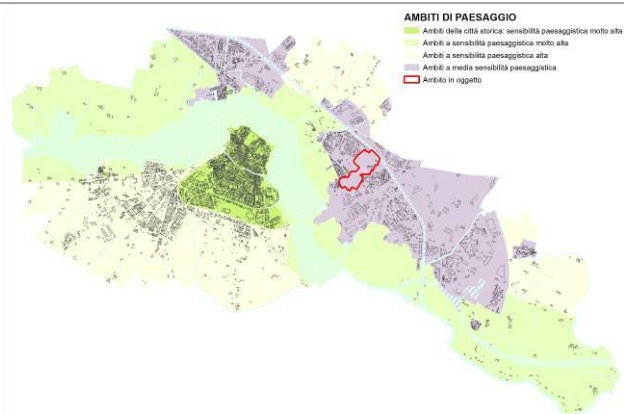 AMBITI DI PAESAGGIO
Ambiti della città storica: sensibilità paesaggistica molto alta
Ambiti a sensibilità paesaggistica molto alta
Ambiti a sensibilità paesaggistica alta
Ambiti a media sensibilità paesaggistica
Ambito in oggetto